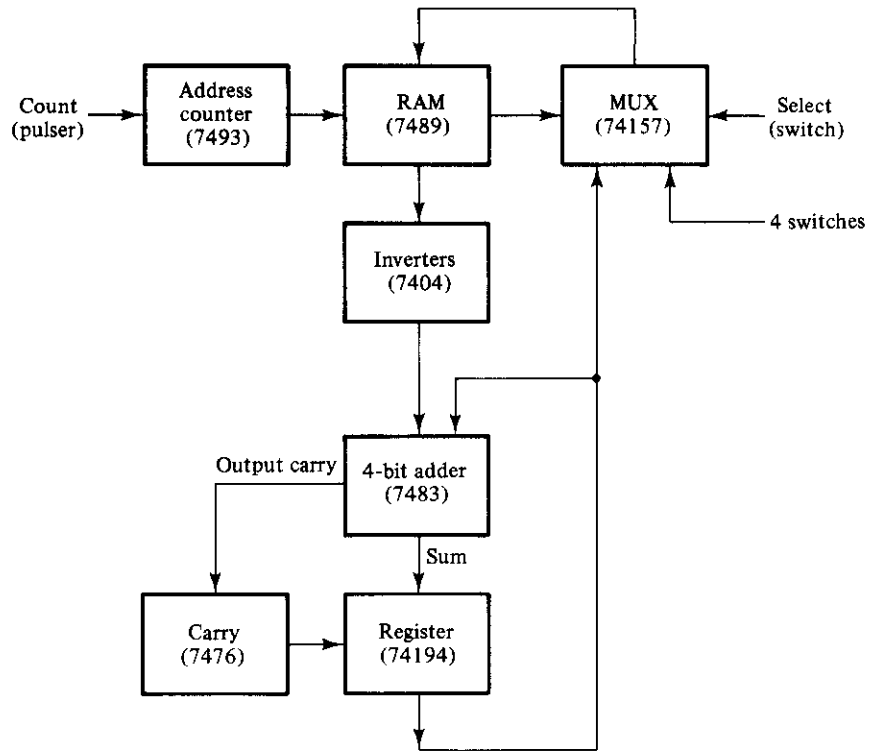 Count
(pulser)
Address
counter
(7493)
RAM
(7489)
MUX
(74157)
Select
(switch)
4 switches
Inverters
(7404)
Output carry
4-bit adder
(7483)
Sum
Carry
(7476)
Register
(74194)